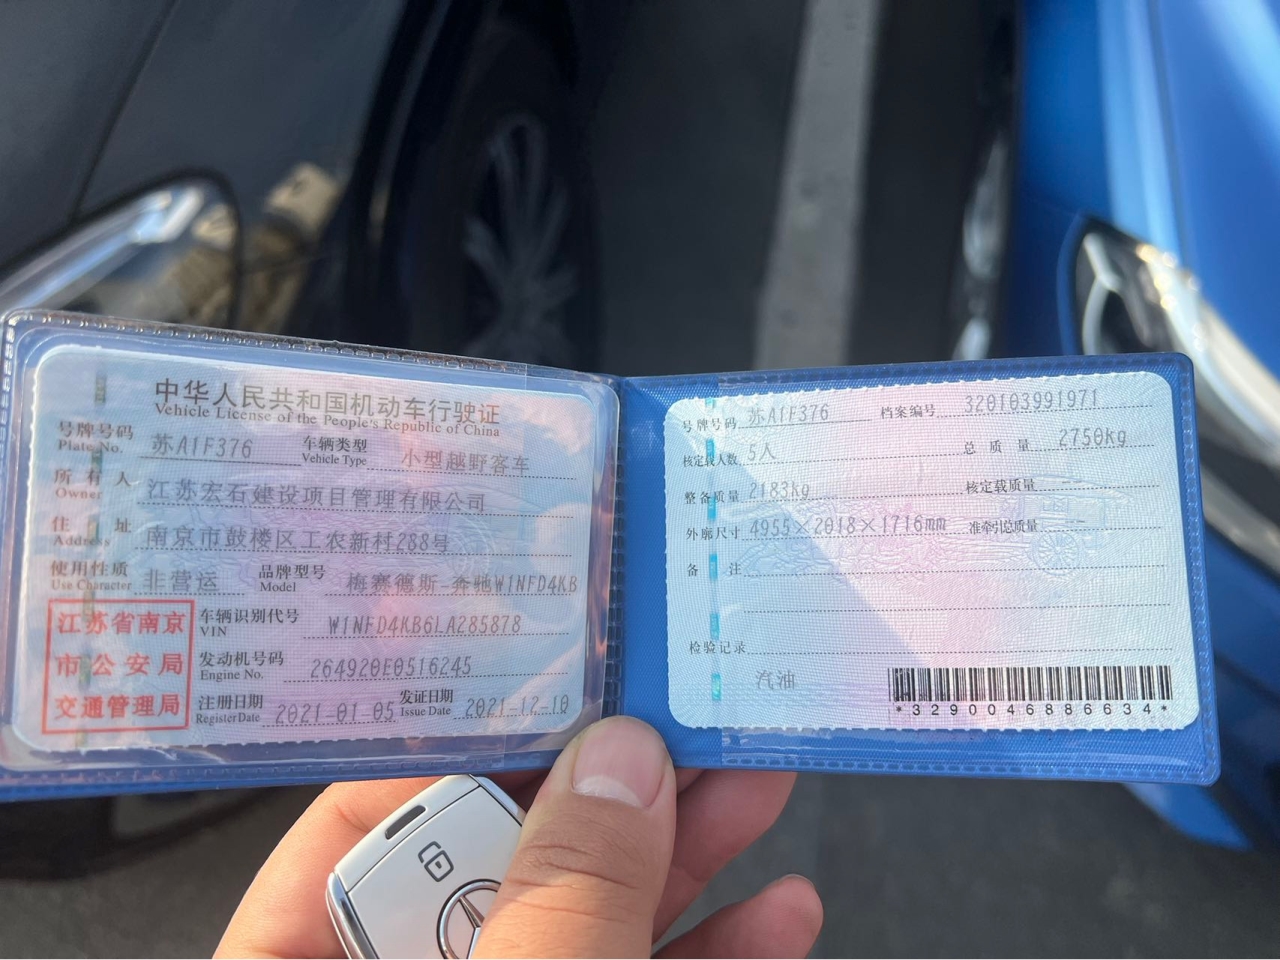 中华人民共和国机动车行驶证
Vehicle License of the People's Republic of China
号牌号码 苏A1F376 车辆类型 小型越野客车
Plate No. Vehicle Type
所有人 江苏宏石建设项目管理有限公司
Owner
住址 南京市鼓楼区工农新村288号
Address
使用性质 非营运 品牌型号 梅赛德斯-奔驰W1NFD4KB
Use Character Model
江苏省南京
市公安局
交通管理局
车辆识别代号 W1NFD4KB6LA285878
VIN
发动机号码 264920E0516245
Engine No.
注册日期 2021-01-05 发证日期 2021-12-10
Register Date Issue Date
号牌号码 苏A1F376 档案编号 320103991971
核定载人数 5人 总质量 2750kg
整备质量 2183kg 核定载质量 --
外廓尺寸 4955×2018×1716mm 准牵引总质量 --
备注
检验记录
汽油
*3290046886634*